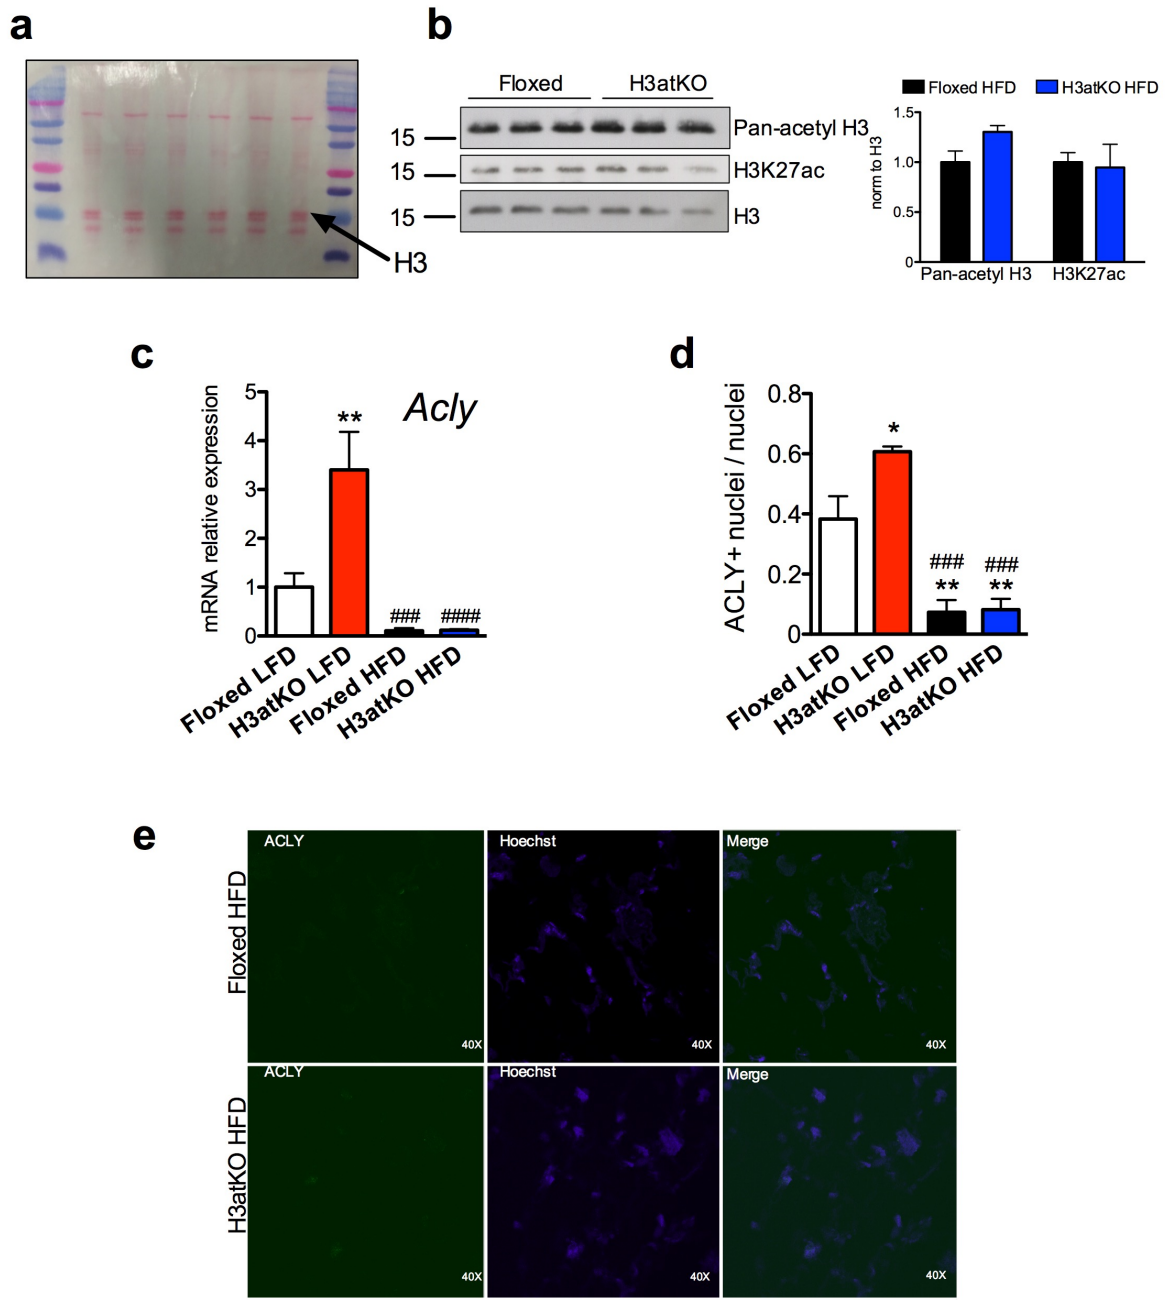 a
H3
b
Floxed H3atKO
15
Pan-acetyl H3
15
H3K27ac
15
H3
Floxed HFD H3atKO HFD
norm to H3
1.5
1.0
0.5
0
Pan-acetyl H3 H3K27ac
c
Acly
mRNA relative expression
5
4
3
2
1
0
**
###
####
Floxed LFD
H3atKO LFD
Floxed HFD
H3atKO HFD
d
ACLY+ nuclei / nuclei
0.8
0.6
0.4
0.2
0
*
###
**
###
**
Floxed LFD
H3atKO LFD
Floxed HFD
H3atKO HFD
e
Floxed HFD
ACLY Hoechst Merge
40X 40X 40X
H3atKO HFD
ACLY Hoechst Merge
40X 40X 40X